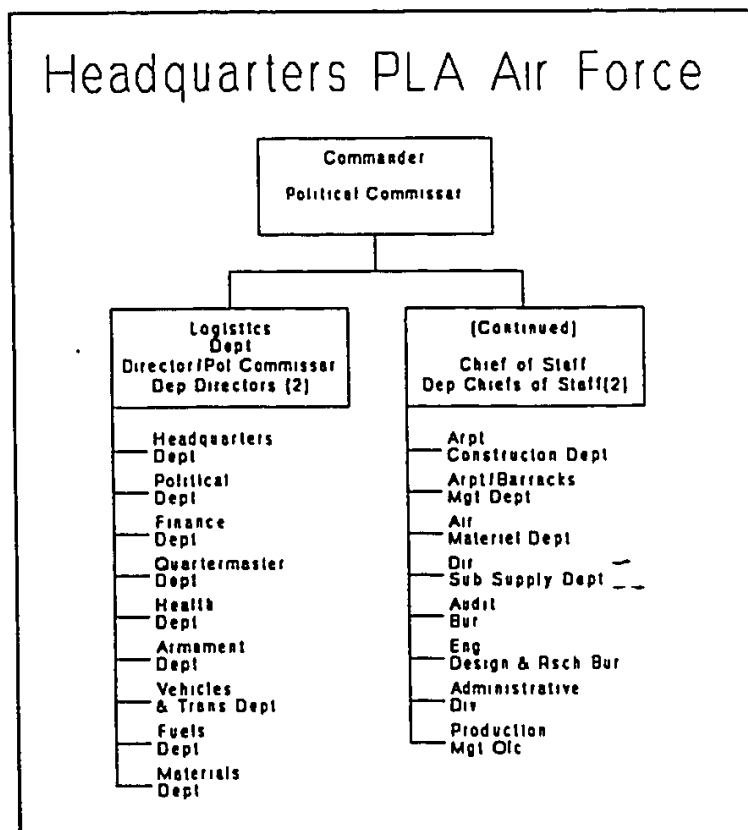 Headquarters PLA Air Force
Commander
Political Commissar
Logistics
Dept
Director/Pol Commissar
Dep Directors (2)
Headquarters
Dept
Political
Dept
Finance
Dept
Quartermaster
Dept
Health
Dept
Armament
Dept
Vehicles
& Trans Dept
Fuels
Dept
Materials
Dept
(Continued)
Chief of Staff
Dep Chiefs of Staff(2)
Arpt
Constructon Dept
Arpt/Barracks
Mgt Dept
Air
Materiel Dept
Dir
Sub Supply Dept
Audit
Bur
Eng
Design & Rsch Bur
Administrative
Div
Production
Mgt Ofc